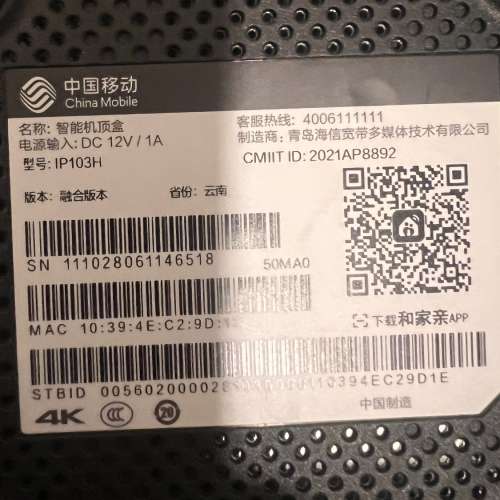 中国移动
China Mobile
名称: 智能机顶盒
电源输入: DC 12V / 1A
型号: IP103H
客服热线: 4006111111
制造商: 青岛海信宽带多媒体技术有限公司
CMIIT ID: 2021AP8892
版本: 融合版本 省份: 云南
SN 111028061146518
50MA0
MAC 10:39:4E:C2:9D:
下载和家亲APP
STBID
4K CCC 20
中国制造